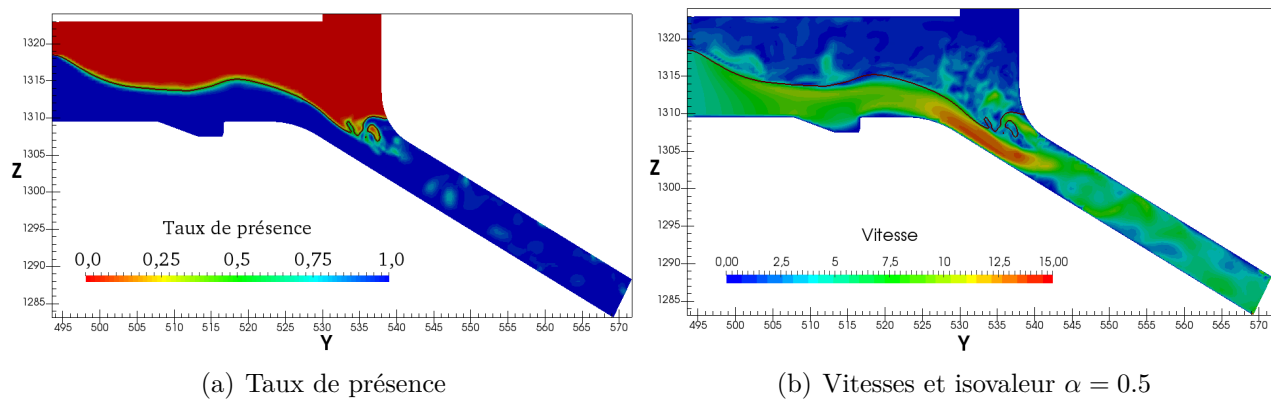 1320
1315
1310
1305
1300
1295
1290
1285
Z
Taux de présence
0,0 0,25 0,5 0,75 1,0
495 500 505 510 515 520 525 530 535 540 545 550 555 560 565 570
Y
(a) Taux de présence
1320
1315
1310
1305
1300
1295
1290
1285
Z
Vitesse
0,00 2,5 5 7,5 10 12,5 15,00
495 500 505 510 515 520 525 530 535 540 545 550 555 560 565 570
Y
(b) Vitesses et isovaleur α = 0.5